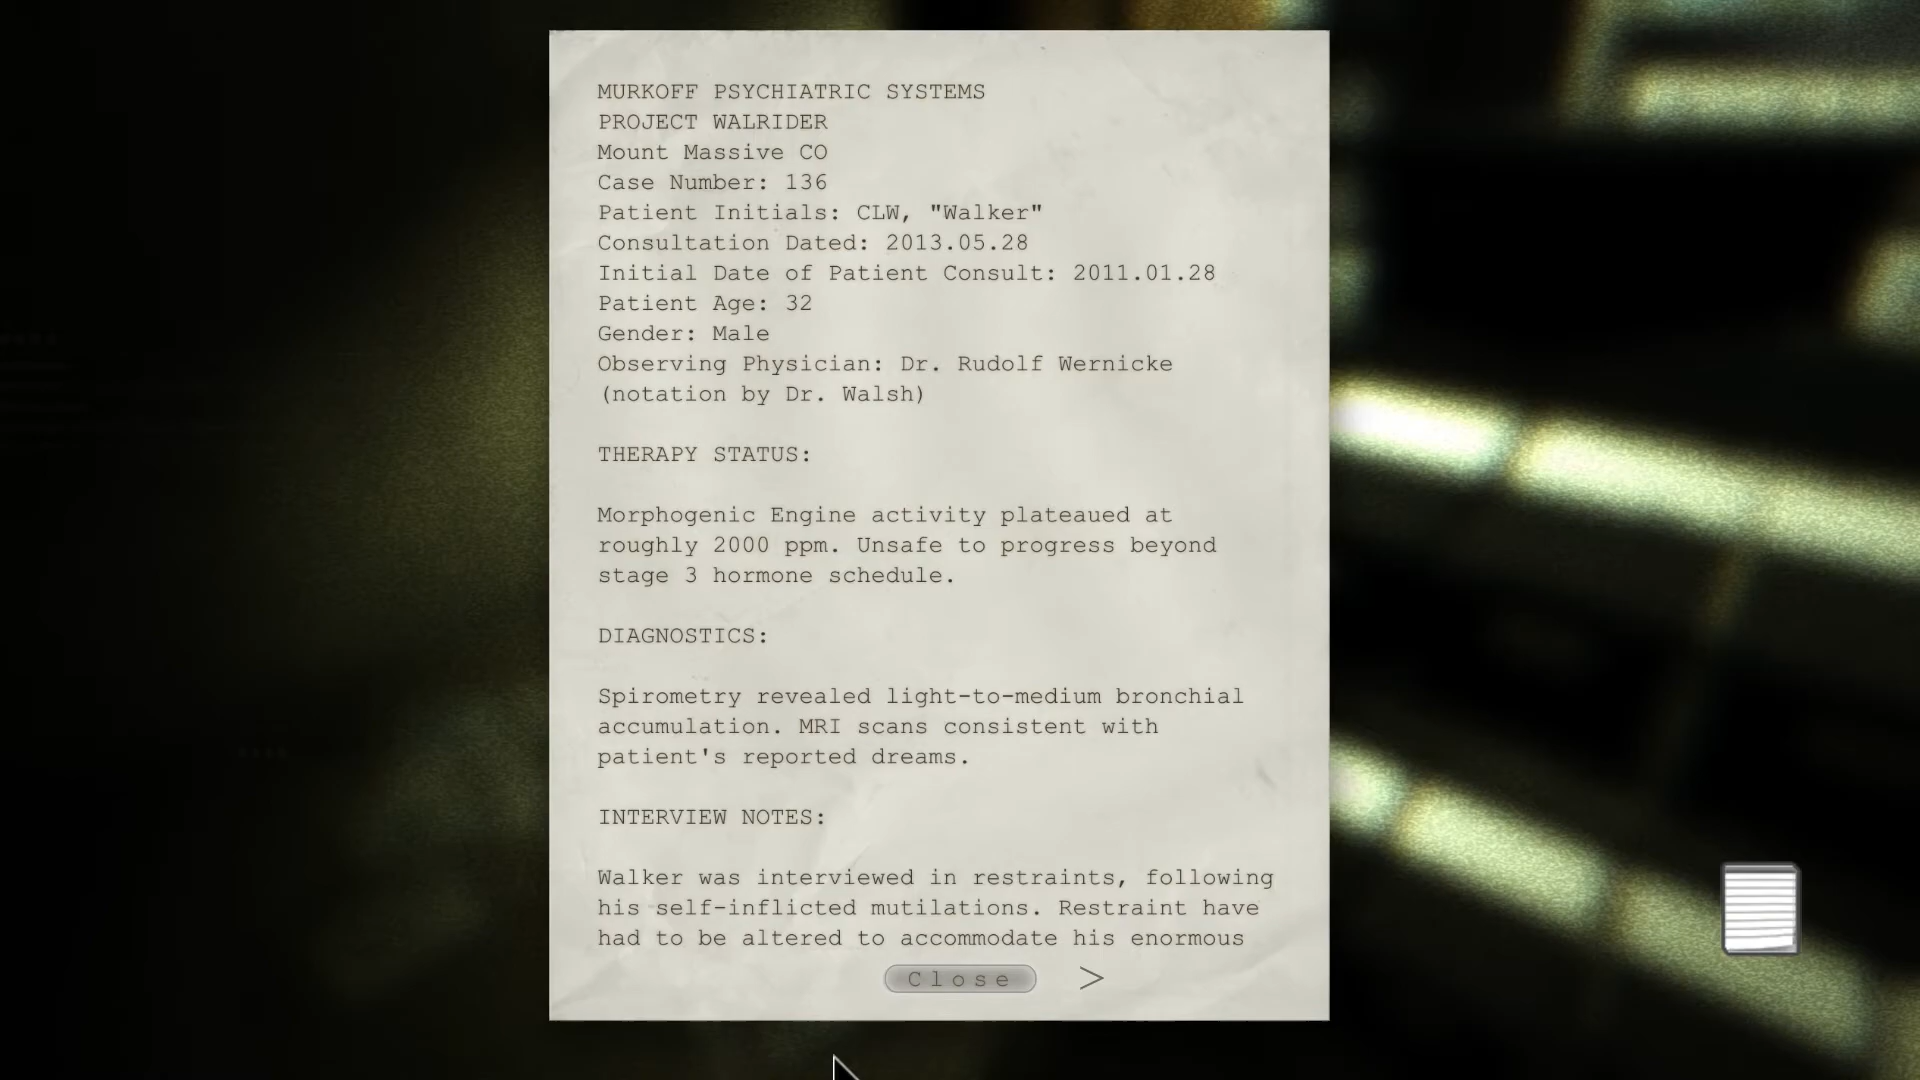 MURKOFF PSYCHIATRIC SYSTEMS
PROJECT WALRIDER
Mount Massive CO
Case Number: 136
Patient Initials: CLW, "Walker"
Consultation Dated: 2013.05.28
Initial Date of Patient Consult: 2011.01.28
Patient Age: 32
Gender: Male
Observing Physician: Dr. Rudolf Wernicke
(notation by Dr. Walsh)
THERAPY STATUS:
Morphogenic Engine activity plateaued at
roughly 2000 ppm. Unsafe to progress beyond
stage 3 hormone schedule.
DIAGNOSTICS:
Spirometry revealed light-to-medium bronchial
accumulation. MRI scans consistent with
patient's reported dreams.
INTERVIEW NOTES:
Walker was interviewed in restraints, following
his self-inflicted mutilations. Restraint have
had to be altered to accommodate his enormous
Close >